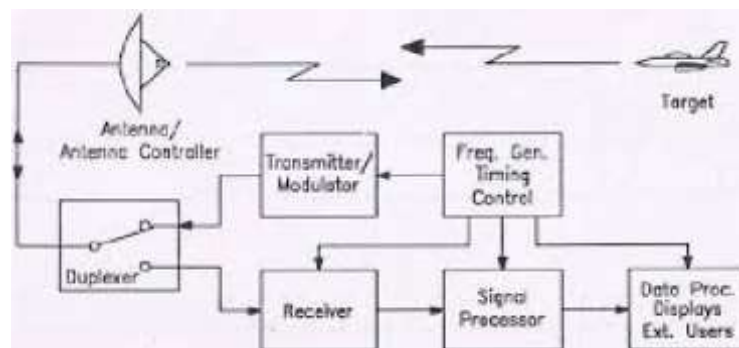 Target
Antenna/
Antenna Controller
Transmitter/
Modulator
Freq. Gen.
Timing
Control
Duplexer
Receiver
Signal
Processor
Data Proc.
Displays
Ext. Users